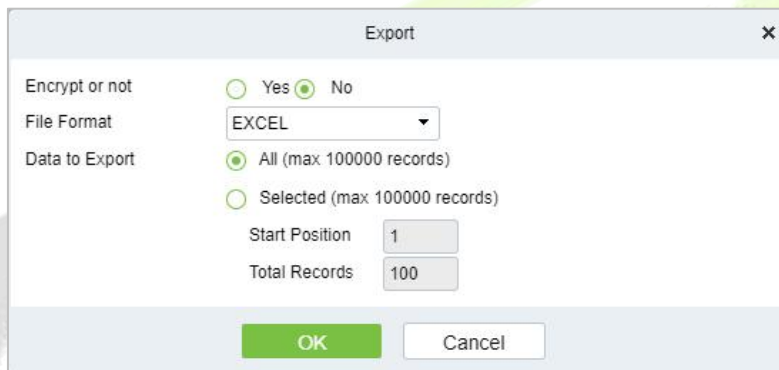 Export
Encrypt or not Yes No
File Format EXCEL
Data to Export All (max 100000 records)
Selected (max 100000 records)
Start Position 1
Total Records 100
OK Cancel